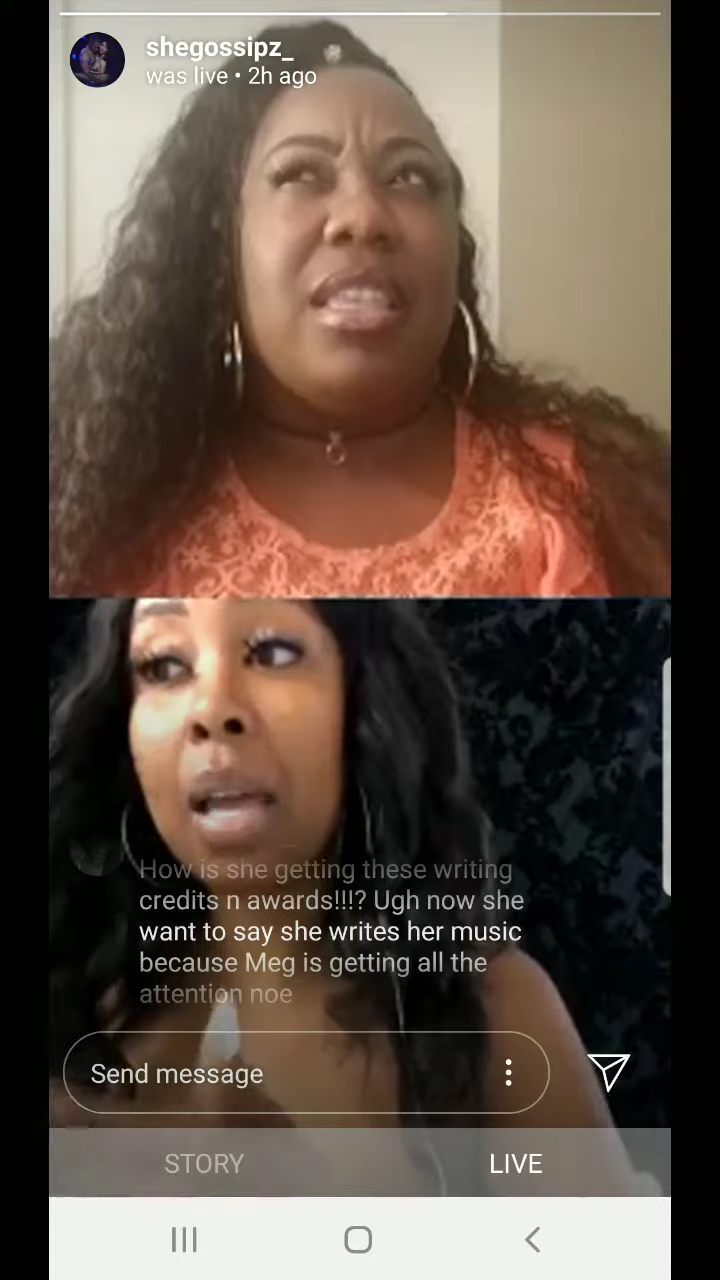 shegossipz_
was live • 2h ago
How is she getting these writing
credits n awards!!!? Ugh now she
want to say she writes her music
because Meg is getting all the
attention noe
Send message
STORY
LIVE